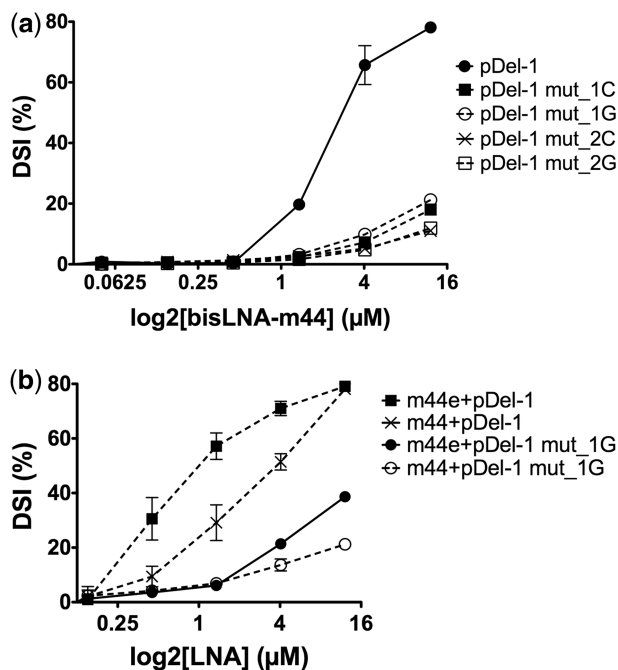 (a)
80
60
40
20
0
DSI (%)
0.0625 0.25 1 4 16
log2[bisLNA-m44] (µM)
pDel-1
pDel-1 mut_1C
pDel-1 mut_1G
pDel-1 mut_2C
pDel-1 mut_2G
(b)
80
60
40
20
0
DSI (%)
0.25 1 4 16
log2[LNA] (µM)
m44e+pDel-1
m44+pDel-1
m44e+pDel-1 mut_1G
m44+pDel-1 mut_1G